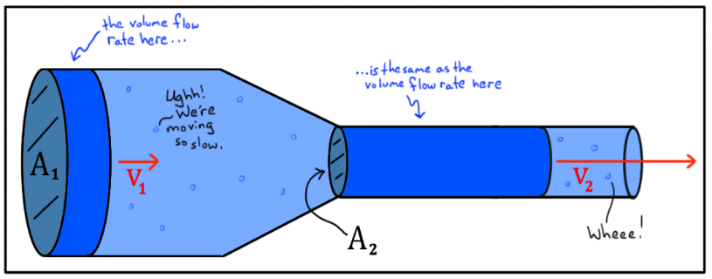 the volume flow
rate here...
...is the same as the
volume flow rate here
Ughh!
We're
moving
so slow.
A₁
V₁
A₂
V₂
Wheee!